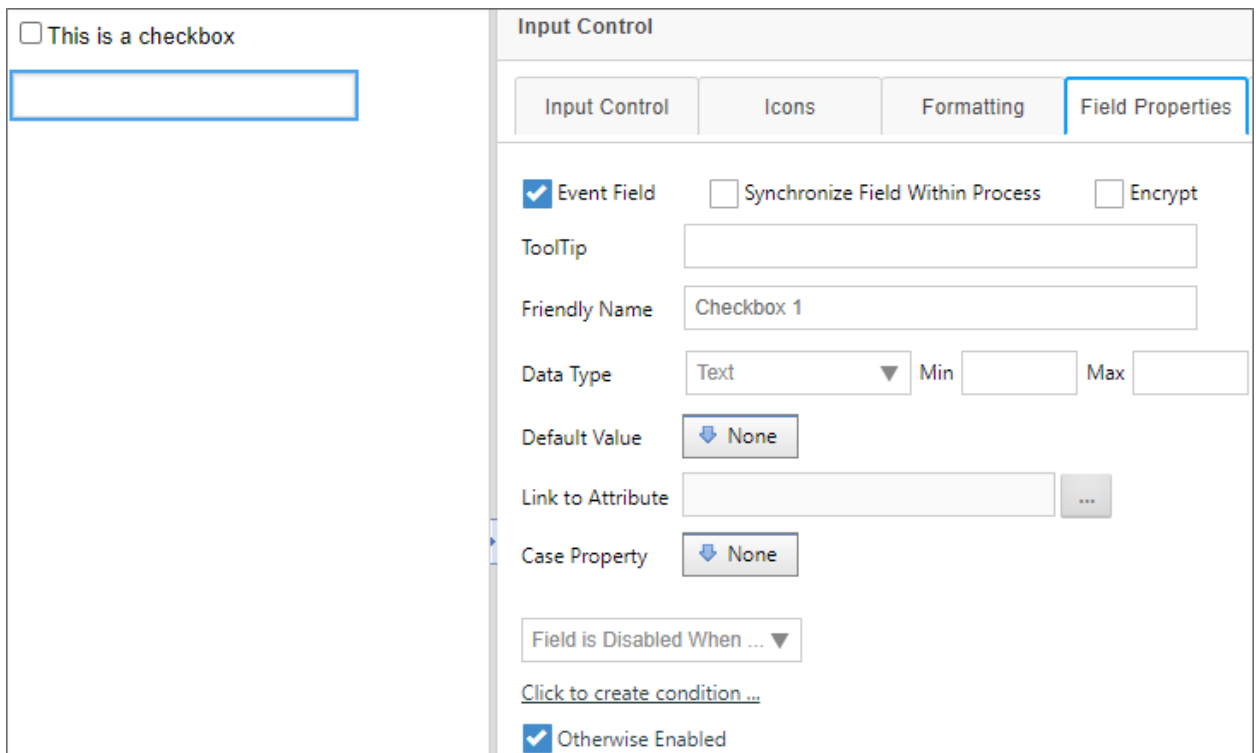 This is a checkbox
Input Control
Input Control Icons Formatting Field Properties
Event Field Synchronize Field Within Process Encrypt
ToolTip
Friendly Name Checkbox 1
Data Type Text Min Max
Default Value None
Link to Attribute ...
Case Property None
Field is Disabled When ...
Click to create condition ...
Otherwise Enabled